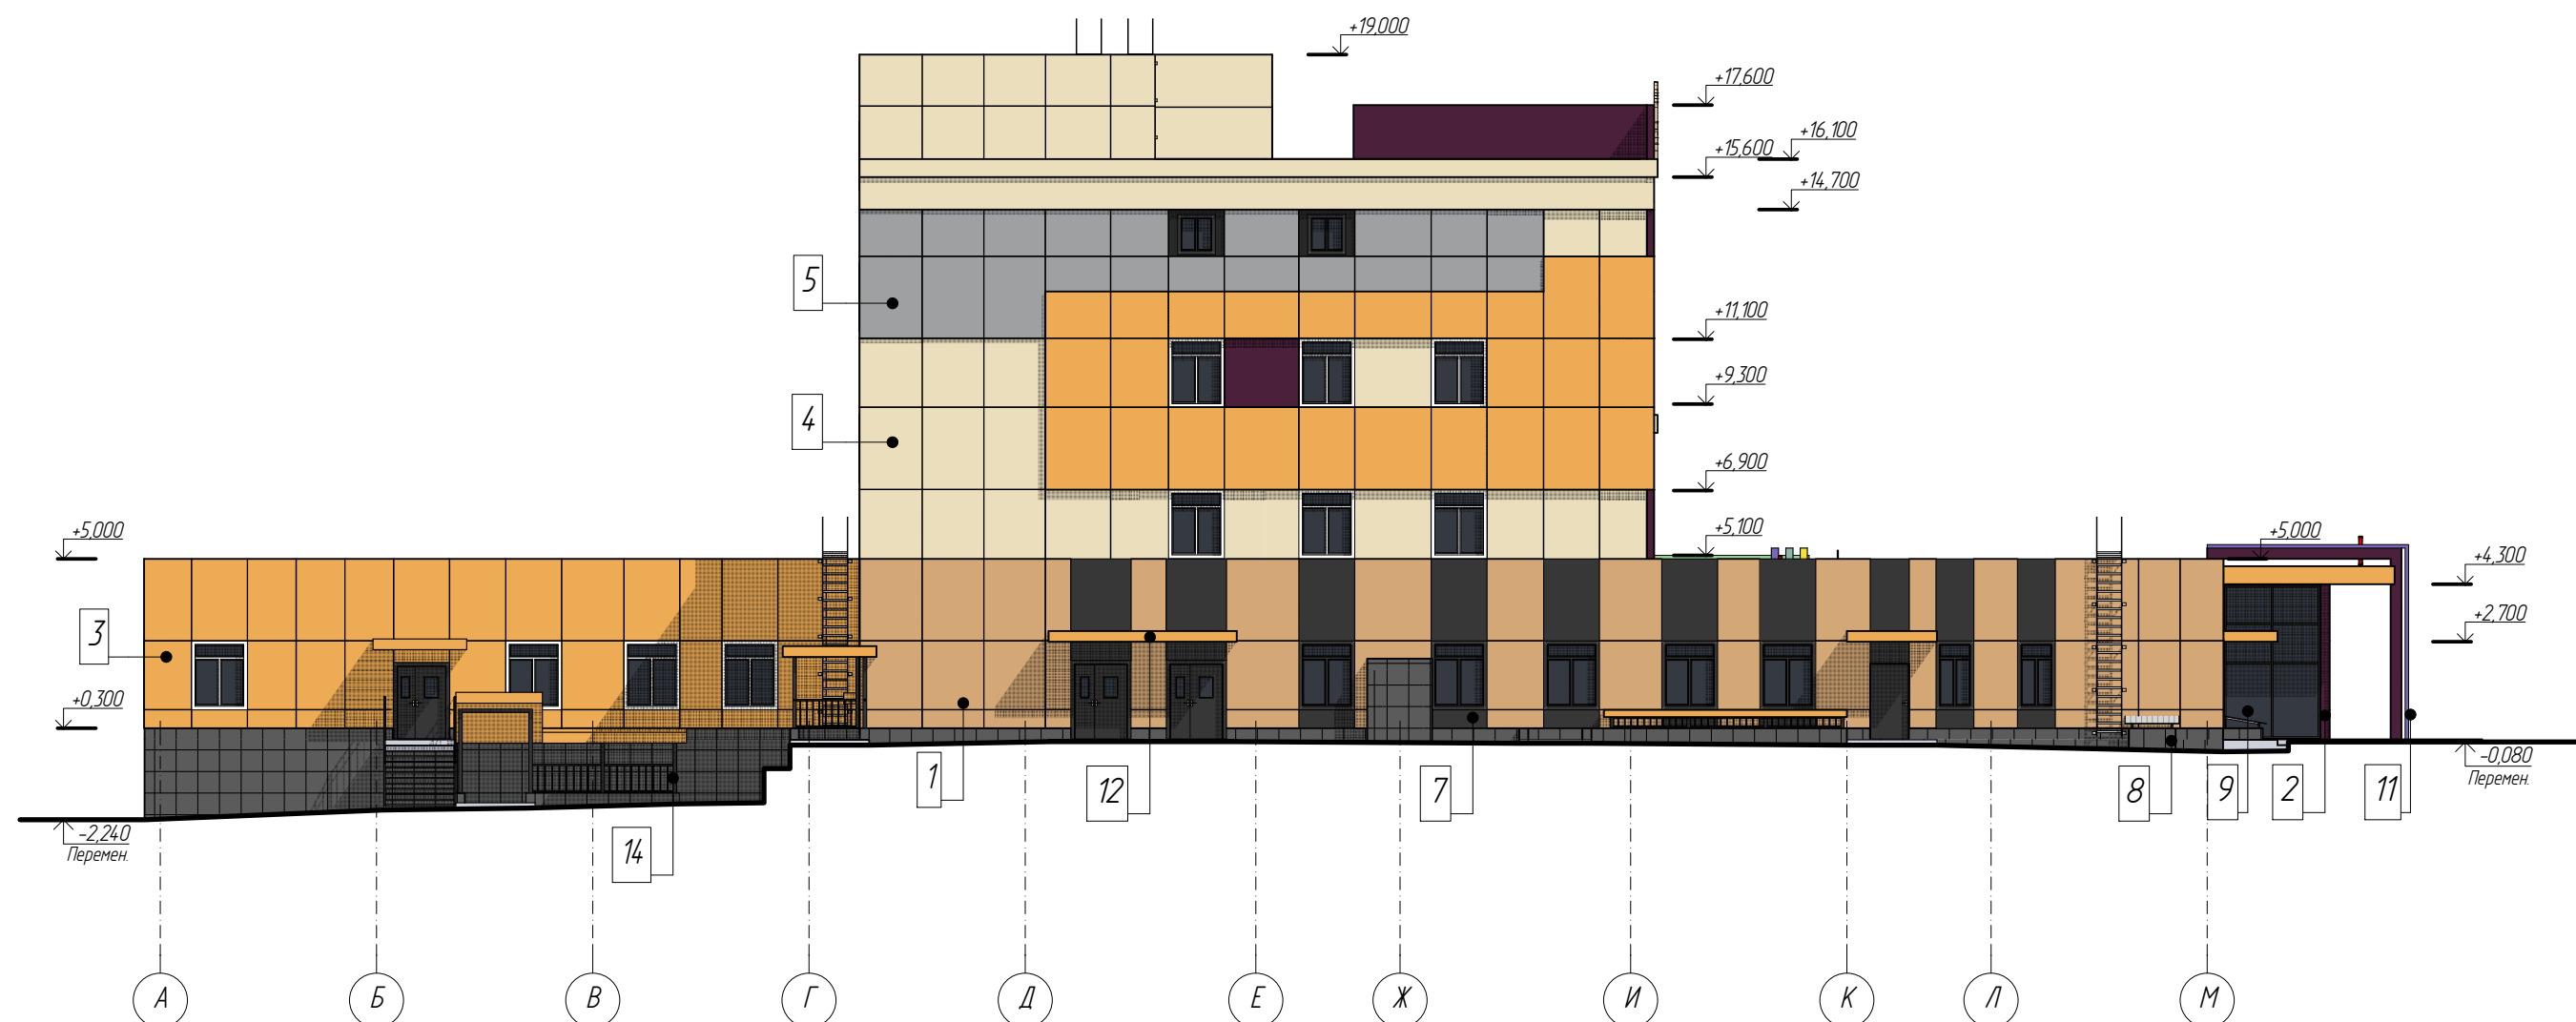 +19,000
+17,600
+16,100
+15,600
+14,700
5
+11,100
+9,300
4
+6,900
+5,000
+5,100
+5,000
+4,300
3
+2,700
+0,300
-0,080
Перемен.
1
12
7
8
9
2
11
-2,240
Перемен.
14
А
Б
В
Г
Д
Е
Ж
И
К
Л
М